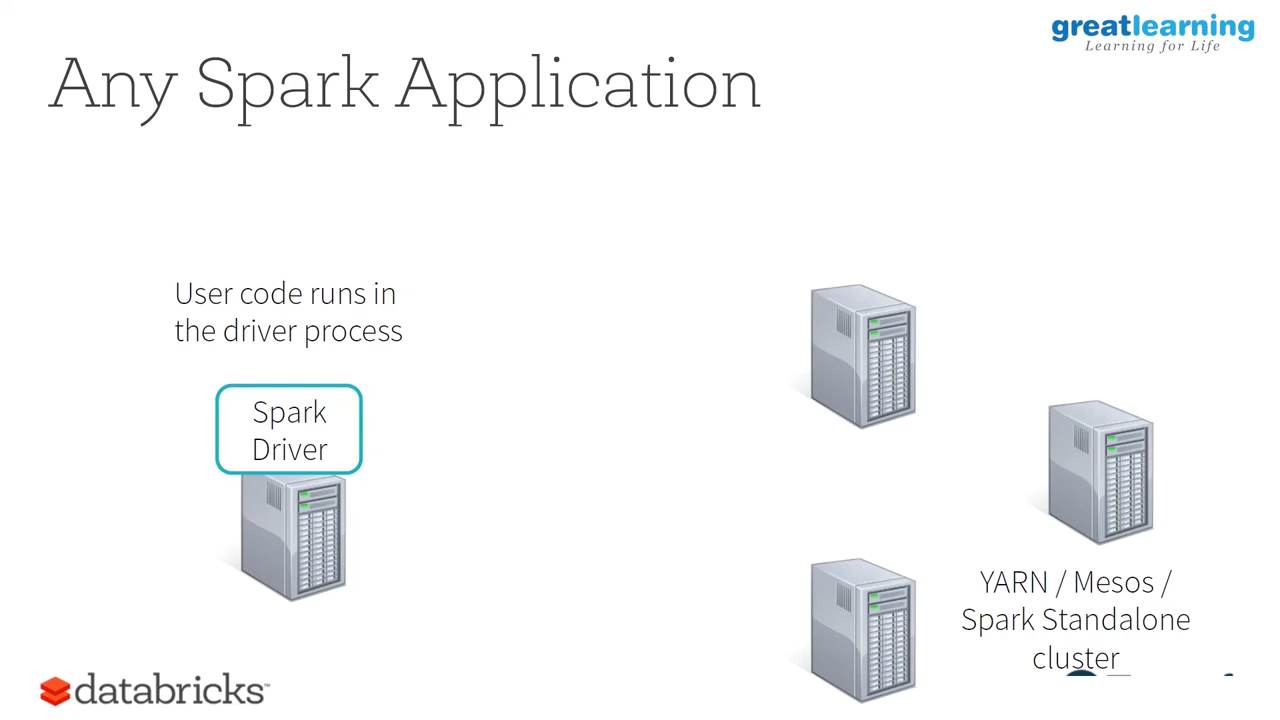 greatlearning
Learning for Life
Any Spark Application
User code runs in
the driver process
Spark
Driver
YARN / Mesos /
Spark Standalone
cluster
databricks™